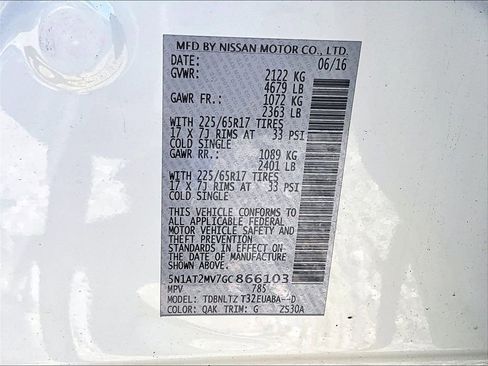 MFD BY NISSAN MOTOR CO., LTD.
DATE: 06/16
GVWR: 2122 KG
4679 LB
GAWR FR.: 1072 KG
2363 LB
WITH 225/65R17 TIRES
17 X 7J RIMS AT 33 PSI
COLD SINGLE
GAWR RR.: 1089 KG
2401 LB
WITH 225/65R17 TIRES
17 X 7J RIMS AT 33 PSI
COLD SINGLE
THIS VEHICLE CONFORMS TO
ALL APPLICABLE FEDERAL
MOTOR VEHICLE SAFETY AND
THEFT PREVENTION
STANDARDS IN EFFECT ON
THE DATE OF MANUFACTURE
SHOWN ABOVE.
5N1AT2MV7GC866103
MPV 785
MODEL: TDBNLTZ T32EUABA--D
COLOR: QAK TRIM: G ZS30A